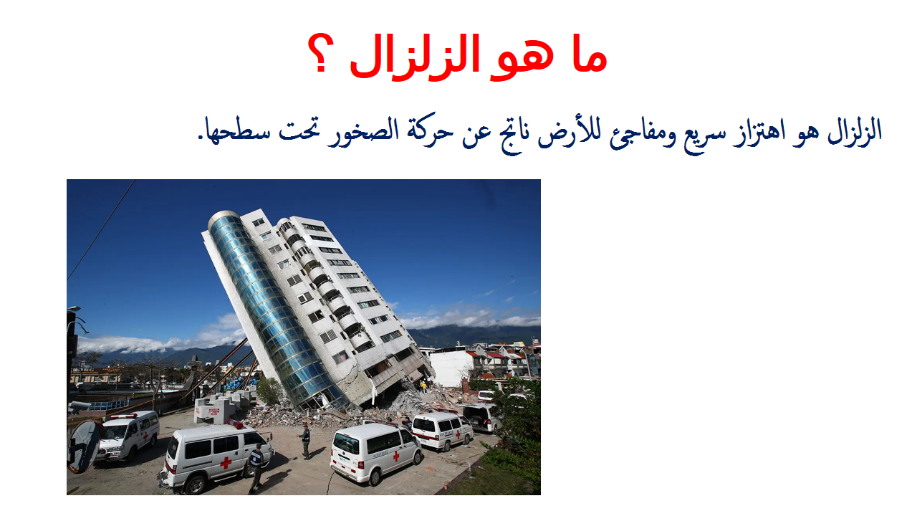 ما هو الزلزال ؟
الزلزال هو اهتزاز سريع ومفاجئ للأرض ناتج عن حركة الصخور تحت سطحها.